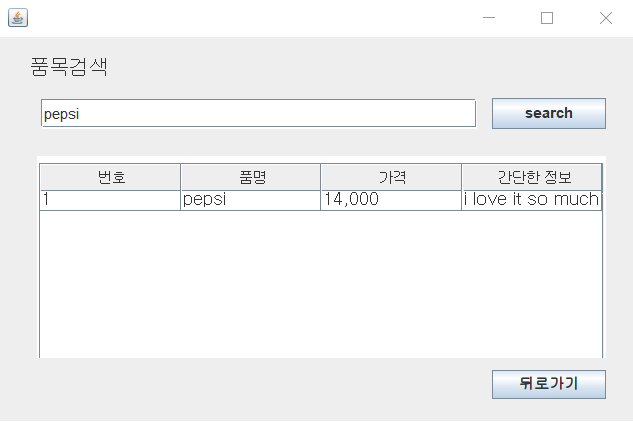 품목검색
pepsi search
번호 품명 가격 간단한 정보
1 pepsi 14,000 i love it so much
뒤로가기